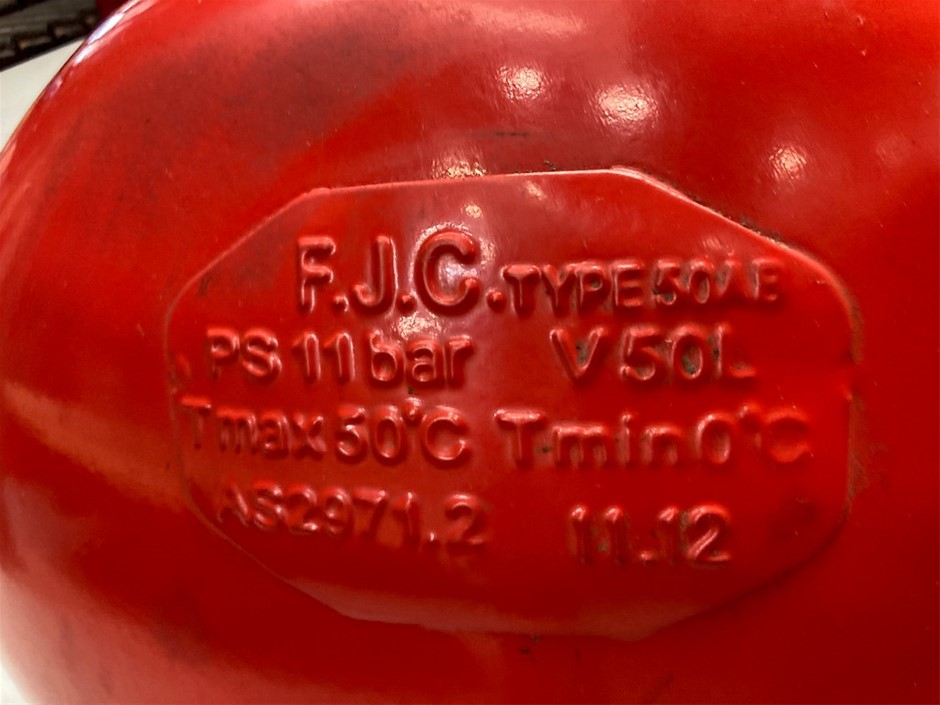 F.J.C. TYPE 50AE
PS 11 bar V 50L
Tmax 50°C Tmin 0°C
AS2971.2 11.12